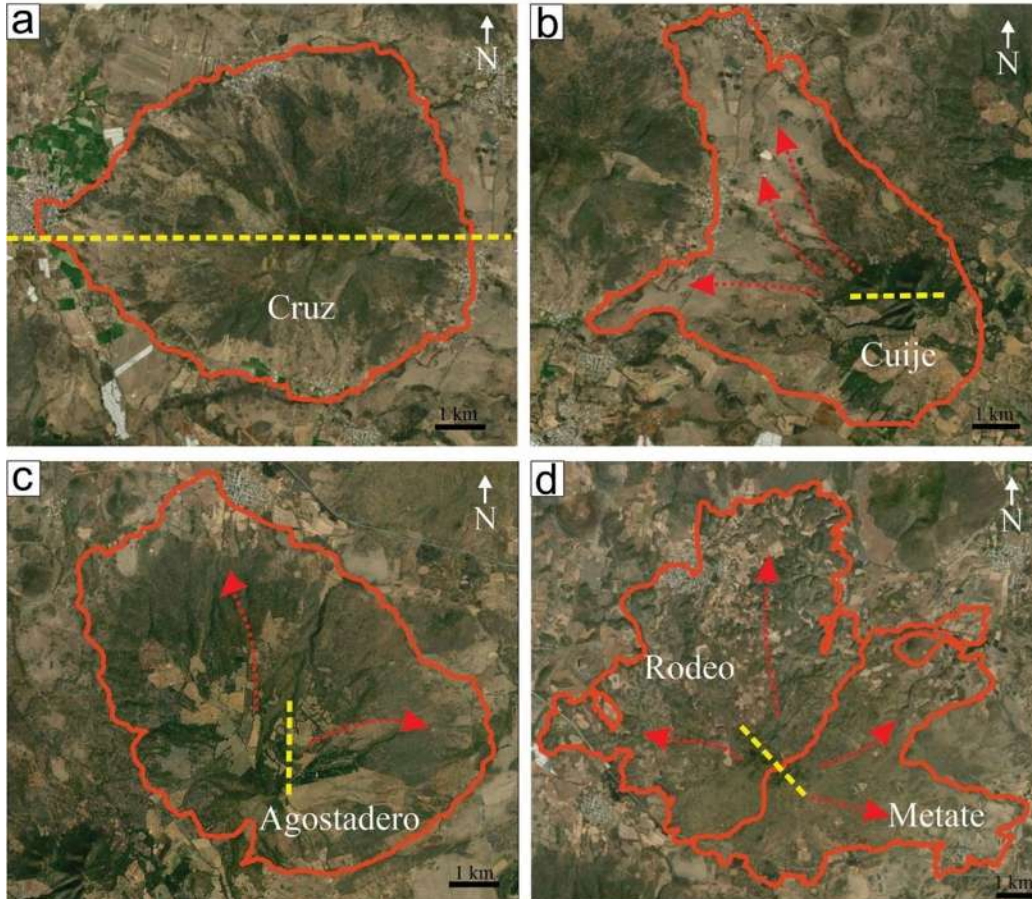 a
N
Cruz
1 km
b
N
Cuije
1 km
c
N
Agostadero
1 km
d
N
Rodeo
Metate
1 km